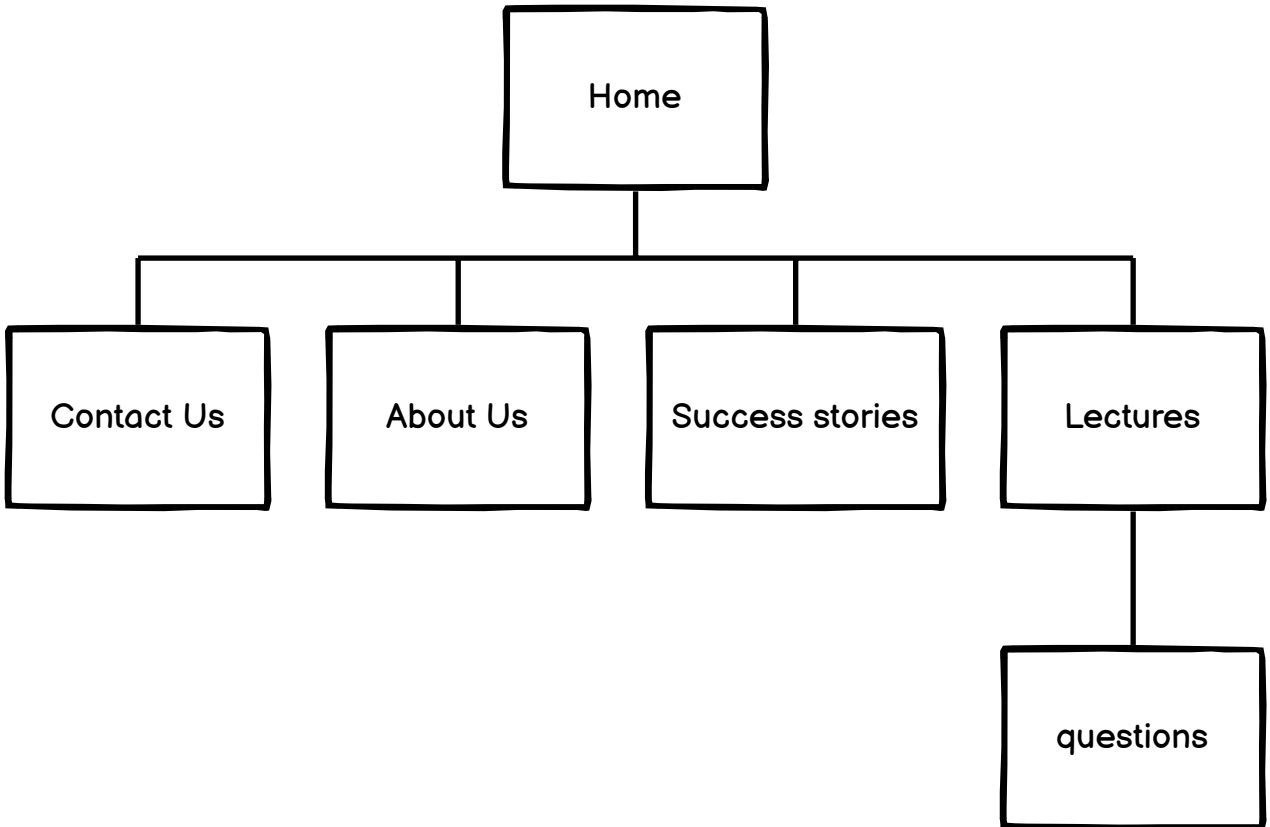 Home
Contact Us
About Us
Success stories
Lectures
questions